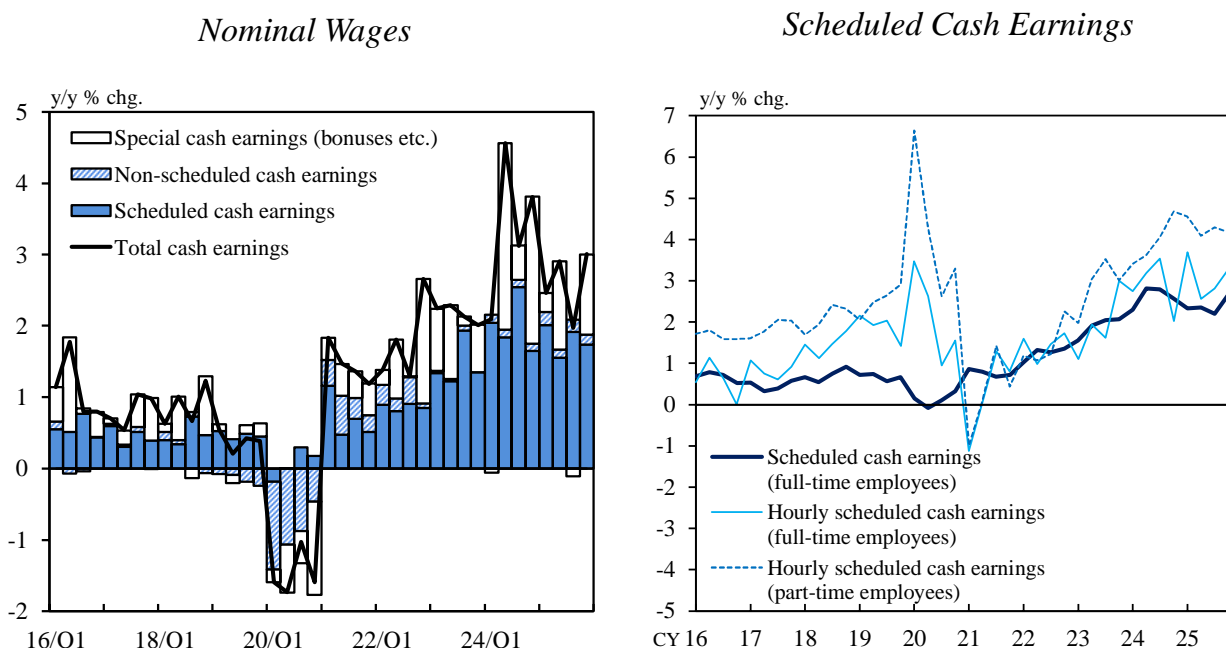 Nominal Wages
y/y % chg.
5
4
3
2
1
0
-1
-2
Special cash earnings (bonuses etc.)
Non-scheduled cash earnings
Scheduled cash earnings
Total cash earnings
16/Q1 18/Q1 20/Q1 22/Q1 24/Q1
Scheduled Cash Earnings
y/y % chg.
7
6
5
4
3
2
1
0
-1
-2
-3
-4
-5
Scheduled cash earnings
(full-time employees)
Hourly scheduled cash earnings
(full-time employees)
Hourly scheduled cash earnings
(part-time employees)
CY 16 17 18 19 20 21 22 23 24 25